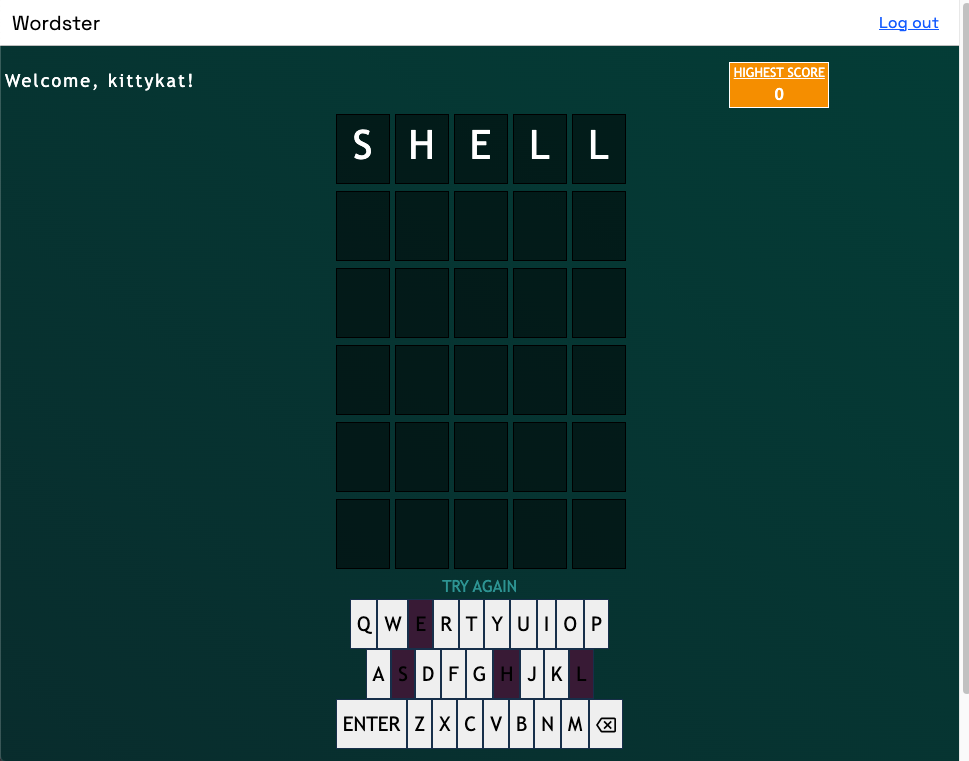 Wordster
Log out
Welcome, kittykat!
HIGHEST SCORE
0
S H E L L
TRY AGAIN
Q W E R T Y U I O P
A S D F G H J K L
ENTER Z X C V B N M